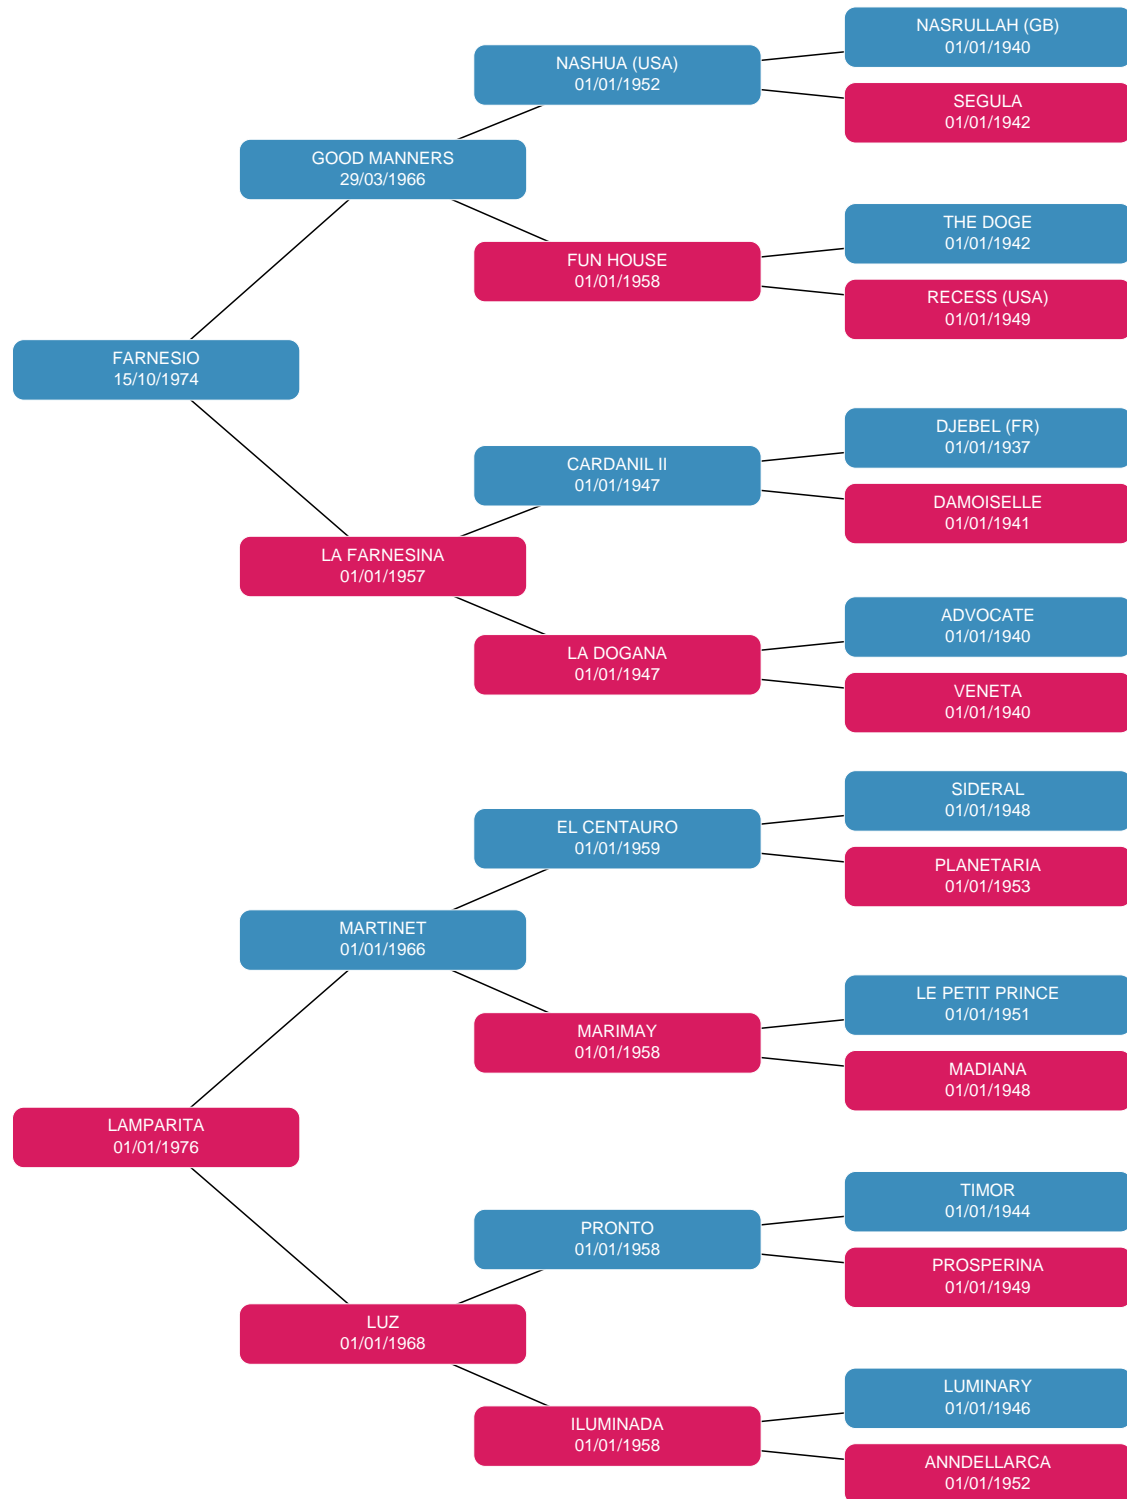 NASRULLAH (GB)
01/01/1940
NASHUA (USA)
01/01/1952
SEGULA
01/01/1942
GOOD MANNERS
29/03/1966
THE DOGE
01/01/1942
FUN HOUSE
01/01/1958
RECESS (USA)
01/01/1949
FARNESIO
15/10/1974
DJEBEL (FR)
01/01/1937
CARDANIL II
01/01/1947
DAMOISELLE
01/01/1941
LA FARNESINA
01/01/1957
ADVOCATE
01/01/1940
LA DOGANA
01/01/1947
VENETA
01/01/1940
SIDERAL
01/01/1948
EL CENTAURO
01/01/1959
PLANETARIA
01/01/1953
MARTINET
01/01/1966
LE PETIT PRINCE
01/01/1951
MARIMAY
01/01/1958
MADIANA
01/01/1948
LAMPARITA
01/01/1976
TIMOR
01/01/1944
PRONTO
01/01/1958
PROSPERINA
01/01/1949
LUZ
01/01/1968
LUMINARY
01/01/1946
ILUMINADA
01/01/1958
ANNDELLARCA
01/01/1952